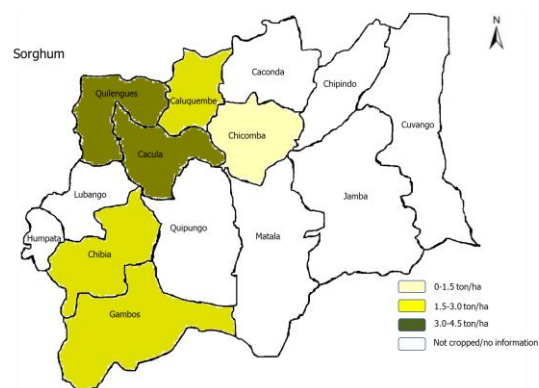 N
Sorghum
Caconda
Chipindo
Quilengues
Caluquembe
Cuvango
Chicomba
Cacula
Lubango
Jamba
Humpata
Quipungo
Matala
Chibia
Gambos
0-1.5 ton/ha
1.5-3.0 ton/ha
3.0-4.5 ton/ha
Not cropped/no information